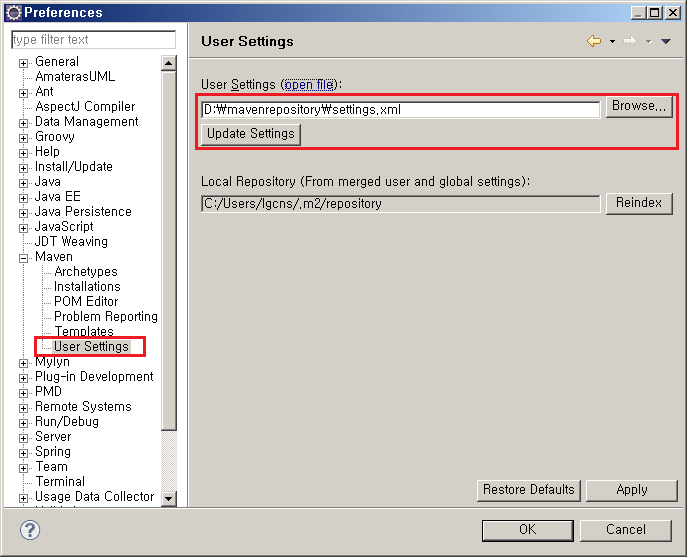 Preferences
type filter text
General
AmaterasUML
Ant
AspectJ Compiler
Data Management
Groovy
Help
Install/Update
Java
Java EE
Java Persistence
JavaScript
JDT Weaving
Maven
Archetypes
Installations
POM Editor
Problem Reporting
Templates
User Settings
Mylyn
Plug-in Development
PMD
Remote Systems
Run/Debug
Server
Spring
Team
Terminal
Usage Data Collector
User Settings
User Settings (open file):
D:₩mavenrepository₩settings.xml
Browse...
Update Settings
Local Repository (From merged user and global settings):
C:/Users/lgcns/.m2/repository
Reindex
Restore Defaults
Apply
?
OK
Cancel